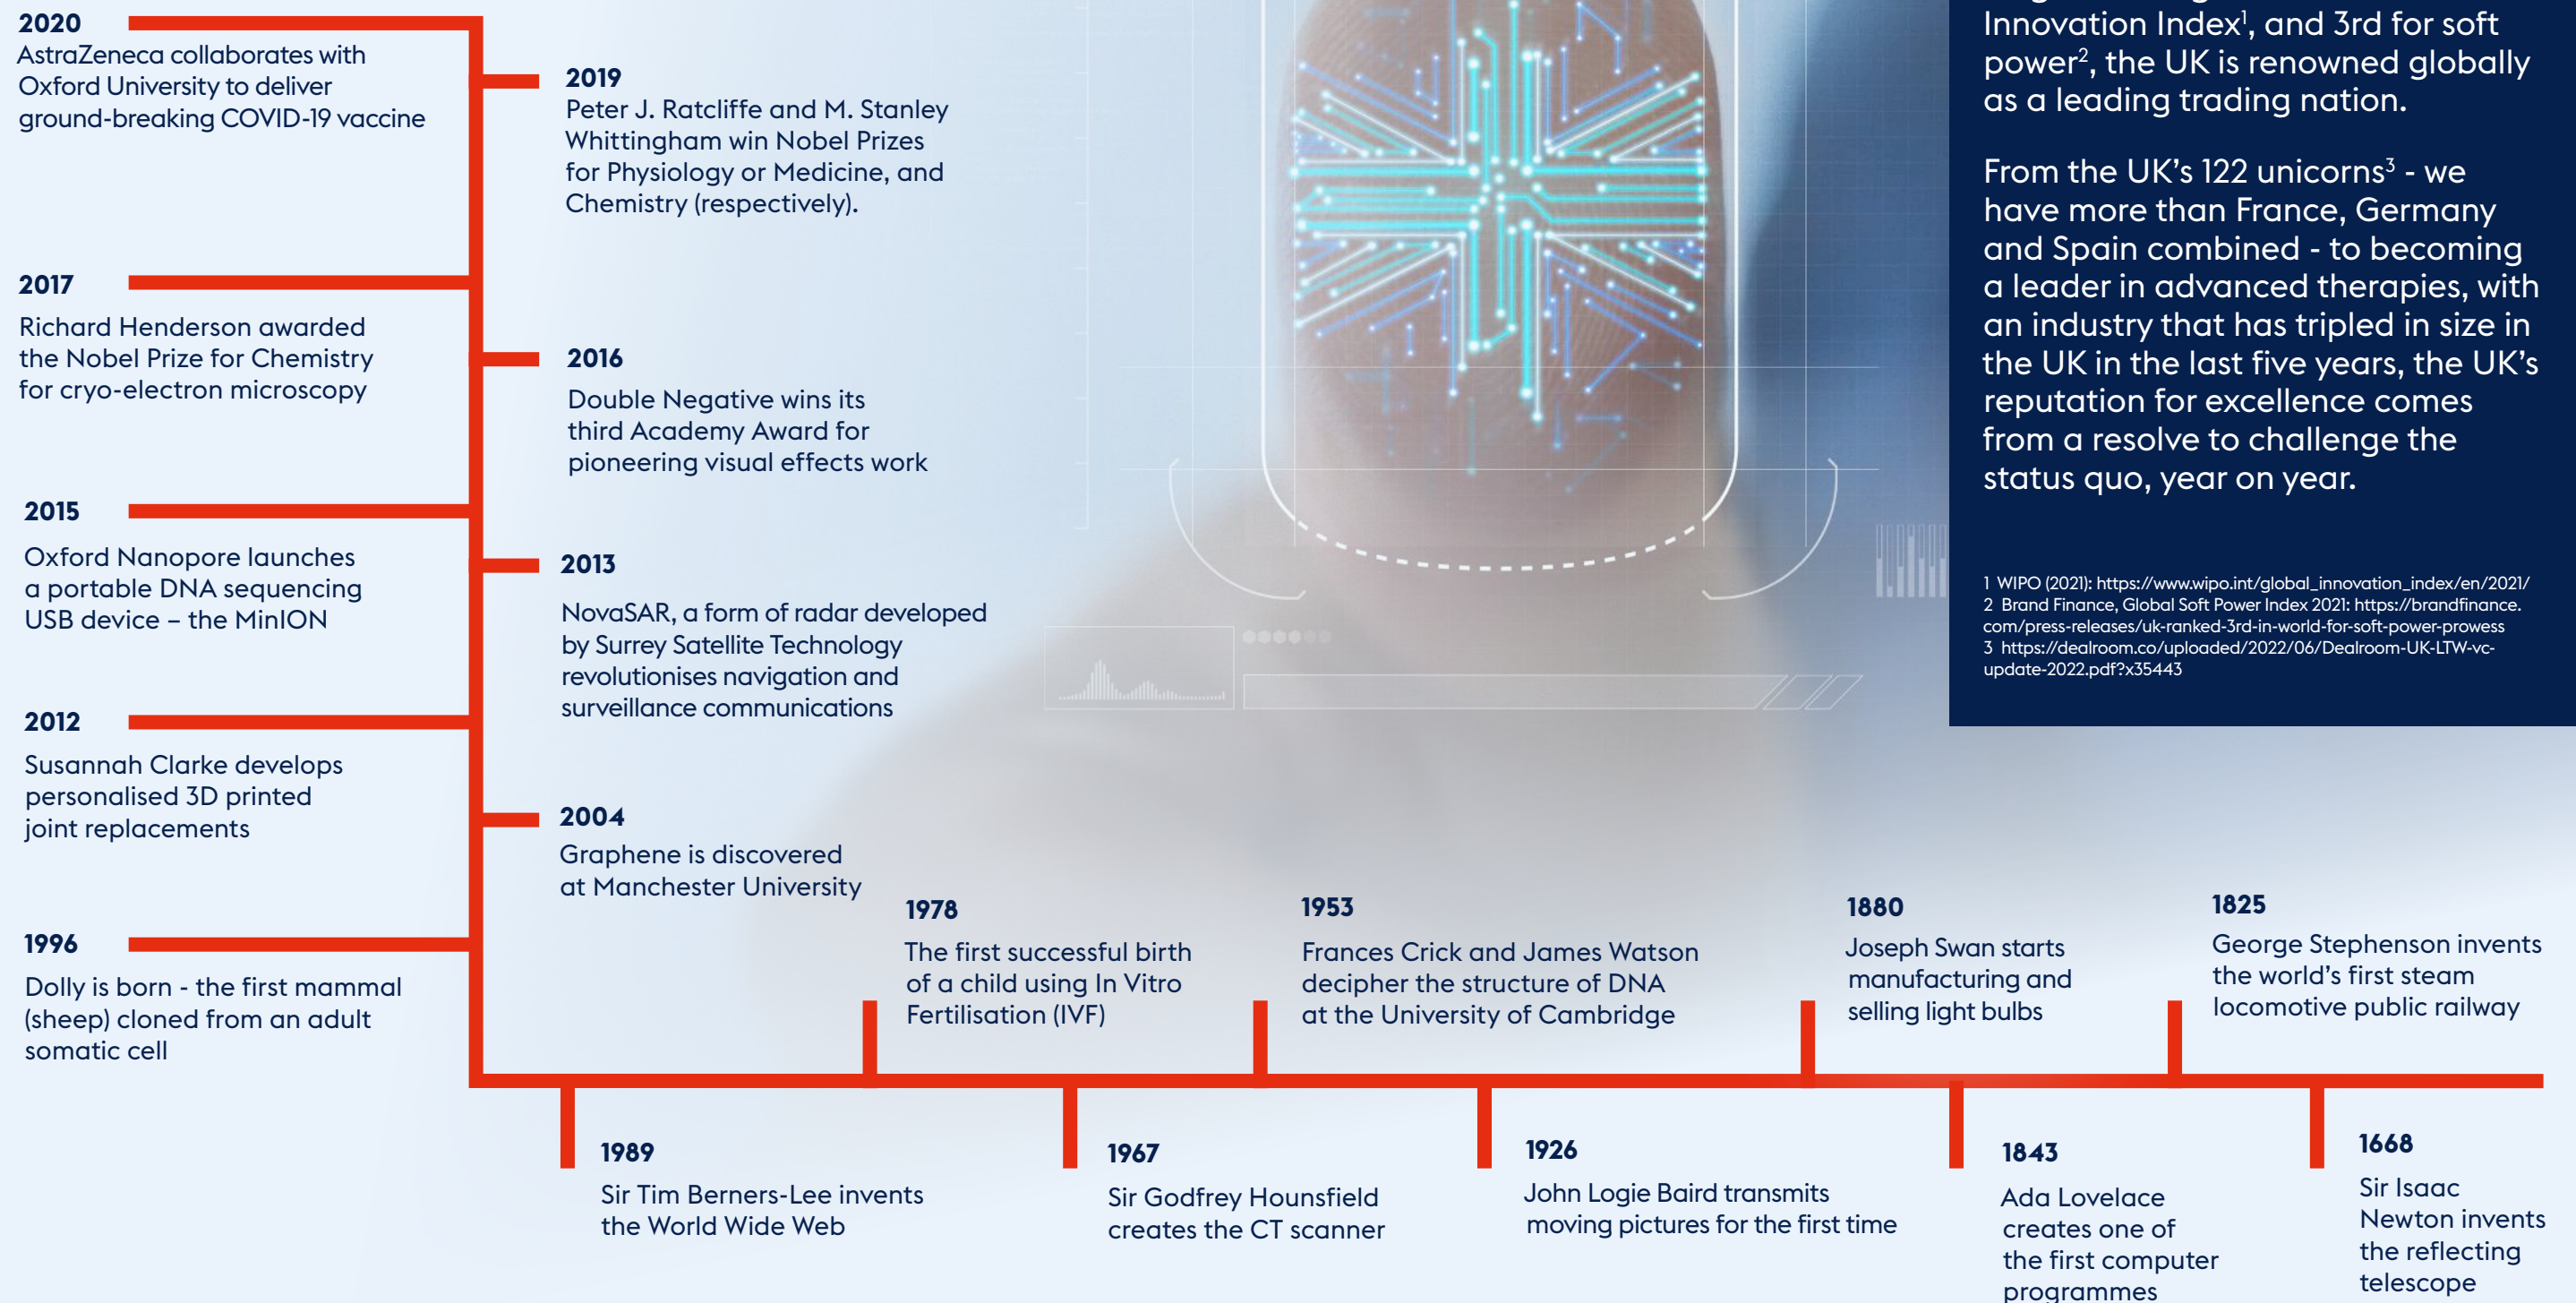 2020
AstraZeneca collaborates with
Oxford University to deliver
ground-breaking COVID-19 vaccine
2019
Peter J. Ratcliffe and M. Stanley
Whittingham win Nobel Prizes
for Physiology or Medicine, and
Chemistry (respectively).
2017
Richard Henderson awarded
the Nobel Prize for Chemistry
for cryo-electron microscopy
2016
Double Negative wins its
third Academy Award for
pioneering visual effects work
2015
Oxford Nanopore launches
a portable DNA sequencing
USB device – the MinION
2013
NovaSAR, a form of radar developed
by Surrey Satellite Technology
revolutionises navigation and
surveillance communications
2012
Susannah Clarke develops
personalised 3D printed
joint replacements
2004
Graphene is discovered
at Manchester University
1996
Dolly is born - the first mammal
(sheep) cloned from an adult
somatic cell
1989
Sir Tim Berners-Lee invents
the World Wide Web
1978
The first successful birth
of a child using In Vitro
Fertilisation (IVF)
1967
Sir Godfrey Hounsfield
creates the CT scanner
1953
Frances Crick and James Watson
decipher the structure of DNA
at the University of Cambridge
1926
John Logie Baird transmits
moving pictures for the first time
1880
Joseph Swan starts
manufacturing and
selling light bulbs
1843
Ada Lovelace
creates one of
the first computer
programmes
1825
George Stephenson invents
the world's first steam
locomotive public railway
1668
Sir Isaac
Newton invents
the reflecting
telescope
Innovation Index¹, and 3rd for soft
power², the UK is renowned globally
as a leading trading nation.
From the UK's 122 unicorns³ - we
have more than France, Germany
and Spain combined - to becoming
a leader in advanced therapies, with
an industry that has tripled in size in
the UK in the last five years, the UK's
reputation for excellence comes
from a resolve to challenge the
status quo, year on year.
1 WIPO (2021): https://www.wipo.int/global_innovation_index/en/2021/
2 Brand Finance, Global Soft Power Index 2021: https://brandfinance.
com/press-releases/uk-ranked-3rd-in-world-for-soft-power-prowess
3 https://dealroom.co/uploaded/2022/06/Dealroom-UK-LTW-vc-
update-2022.pdf?x35443